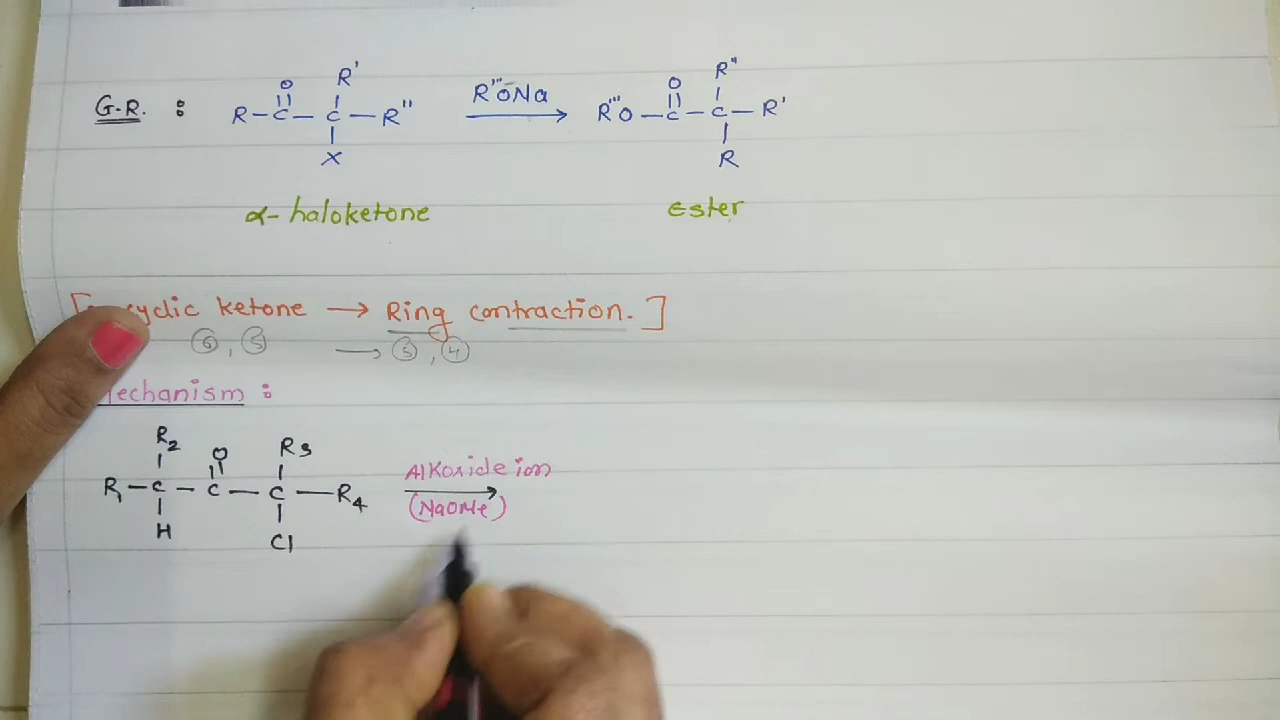 G.R. :
R-C(=O)-C(R')(X)-R'' R'''ONa → R'''O-C(=O)-C(R'')(R)-R'
α-haloketone Ester
cyclic ketone → Ring contraction. ]
6, 5 → 5, 4
Mechanism :
R1-C(R2)(H)-C(=O)-C(R3)(Cl)-R4 Alkoxide ion → (NaOMe)